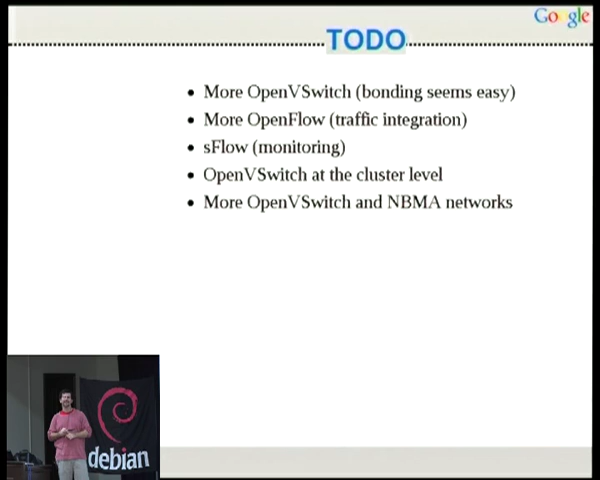 Google
TODO
• More OpenVSwitch (bonding seems easy)
• More OpenFlow (traffic integration)
• sFlow (monitoring)
• OpenVSwitch at the cluster level
• More OpenVSwitch and NBMA networks
debian